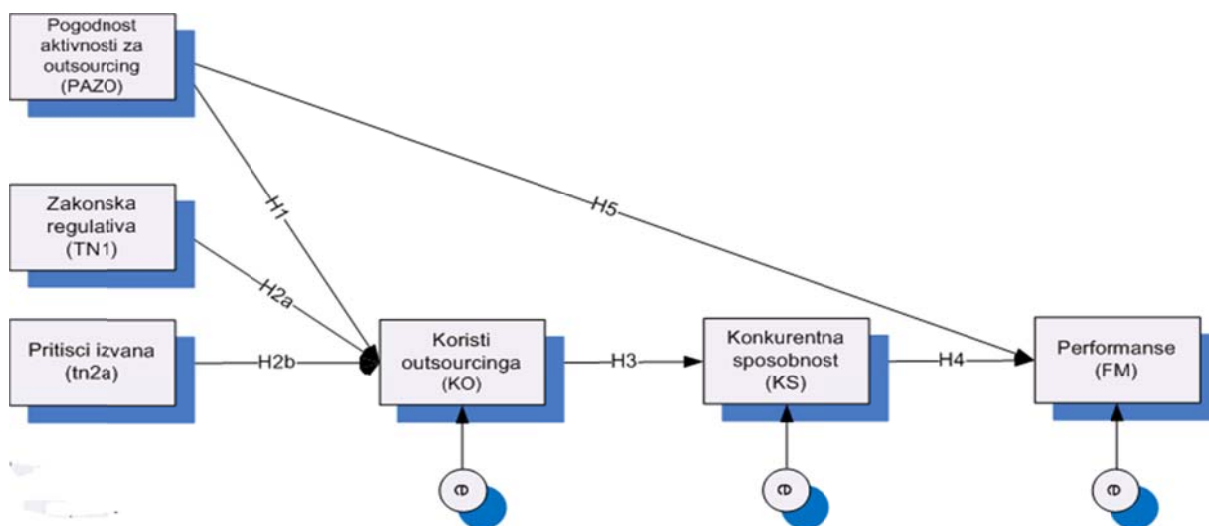 Pogodnost
aktivnosti za
outsourcing
(PAZO)
H1
H5
Zakonska
regulativa
(TN1)
H2a
Pritisci izvana
(tn2a)
H2b
Koristi
outsourcinga
(KO)
H3
Konkurentna
sposobnost
(KS)
H4
Performanse
(FM)
e
e
e